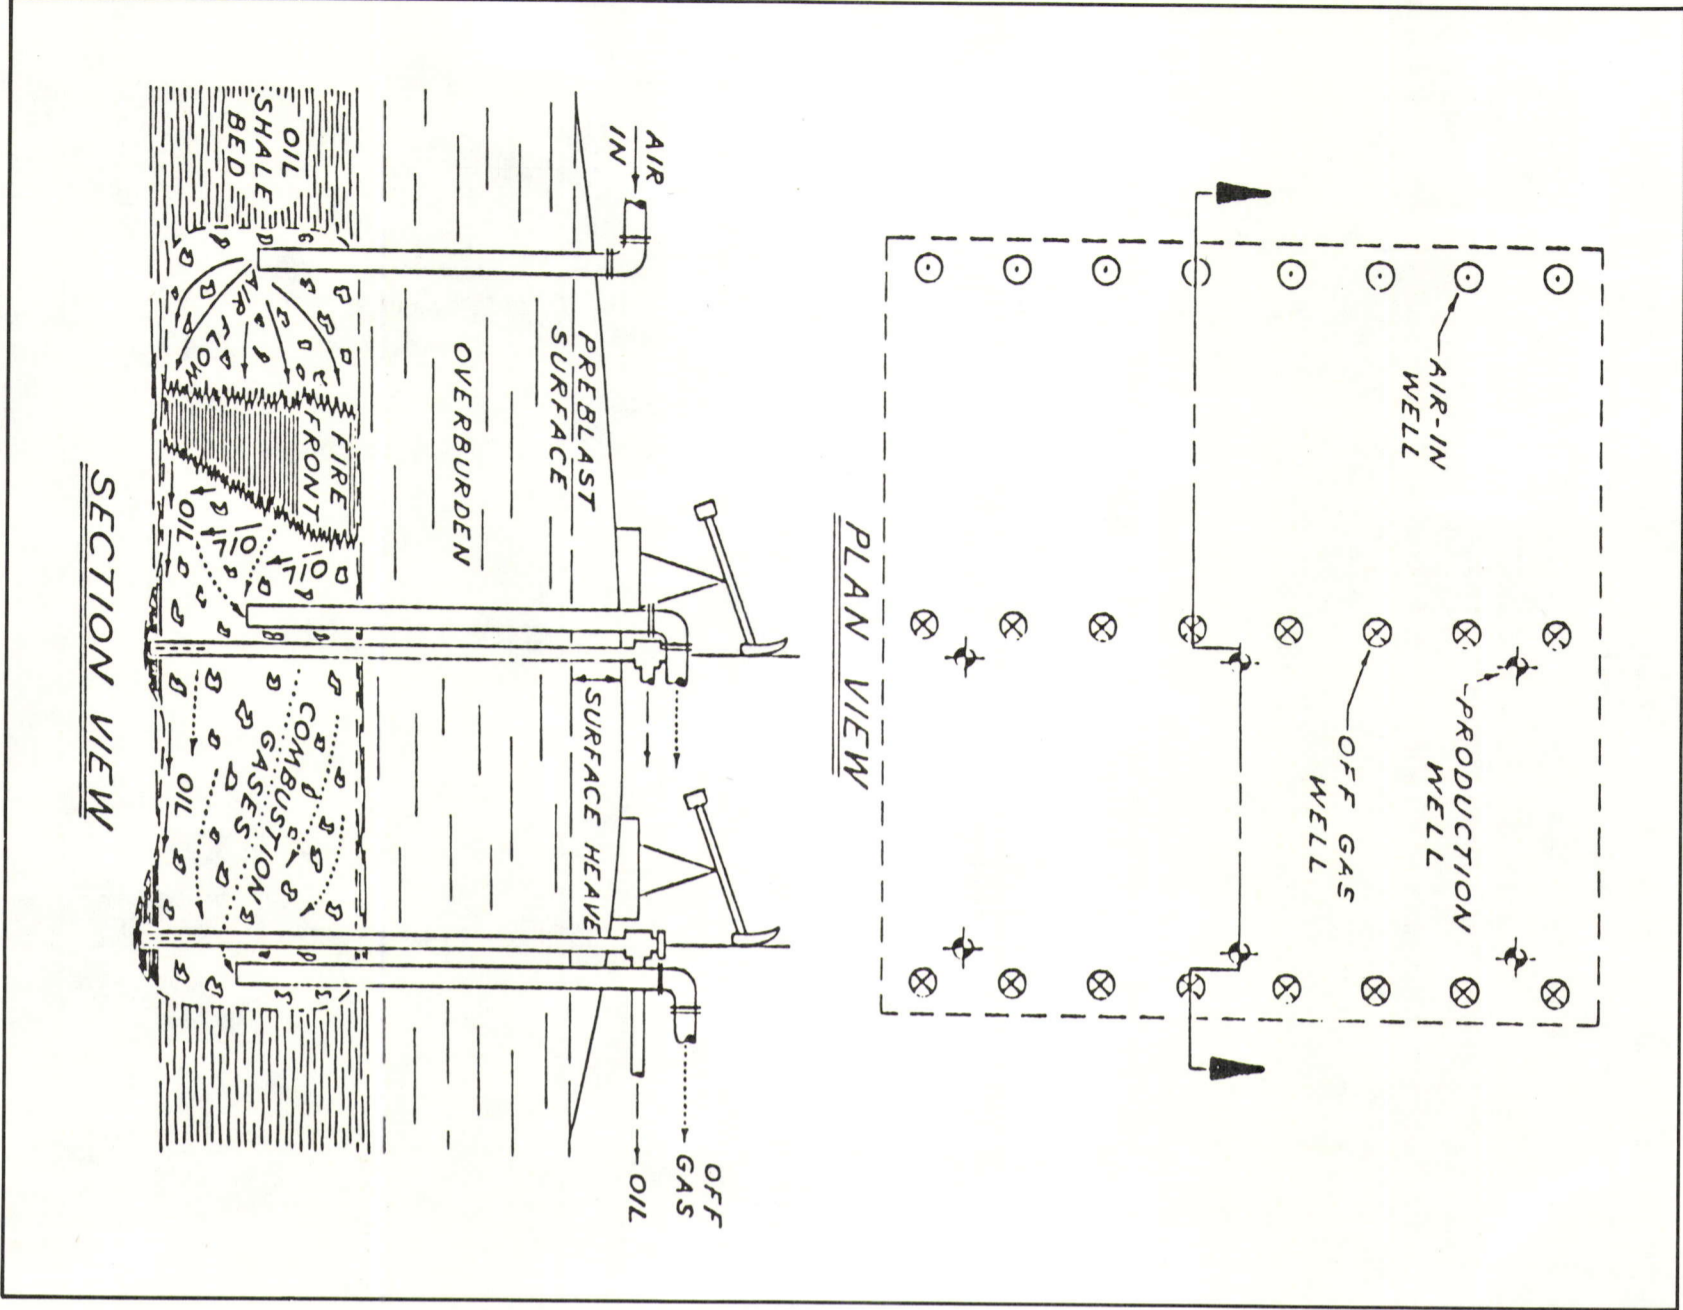 AIR-IN
WELL
PRODUCTION
WELL
OFF GAS
WELL
PLAN VIEW
AIR
IN
OFF
GAS
OIL
PREBLAST
SURFACE
SURFACE HEAVE
OVERBURDEN
OIL
SHALE
BED
AIR FLOW
FIRE
FRONT
OIL
OIL
OIL
COMBUSTION
GASES
OIL
SECTION VIEW